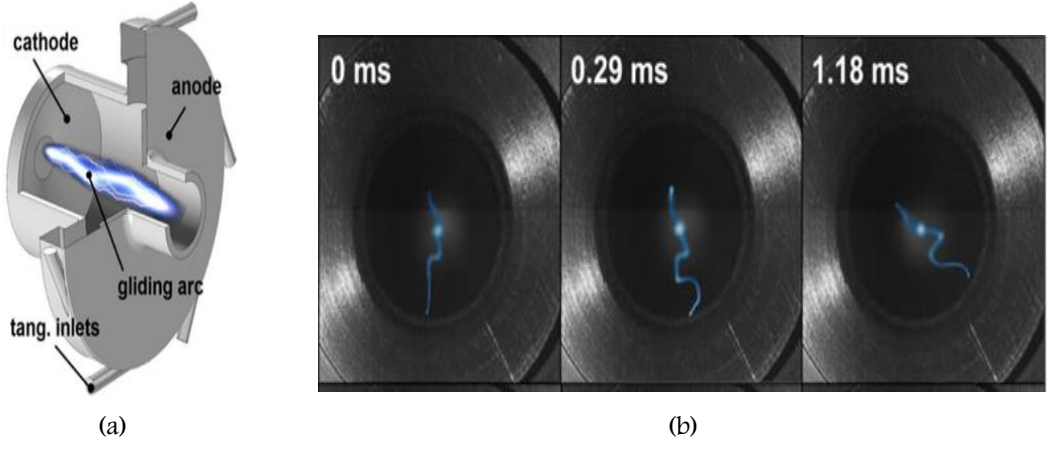 cathode
anode
gliding arc
tang. inlets
(a)
0 ms
0.29 ms
1.18 ms
(b)